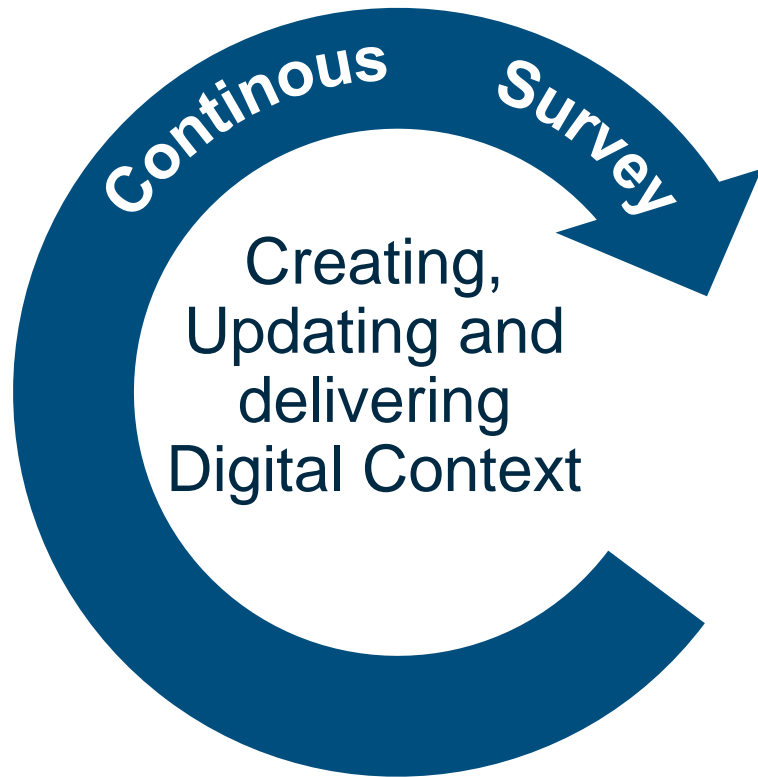 Continous Survey
Creating,
Updating and
delivering
Digital Context